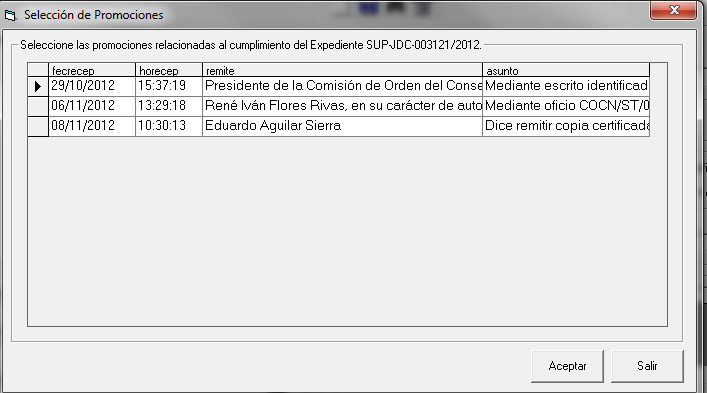 Selección de Promociones
Seleccione las promociones relacionadas al cumplimiento del Expediente SUP-JDC-003121/2012.
fecrecep horecep remite asunto
29/10/2012 15:37:19 Presidente de la Comisión de Orden del Conse Mediante escrito identificad
06/11/2012 13:29:18 René Iván Flores Rivas, en su carácter de auto Mediante oficio COCN/ST/0
08/11/2012 10:30:13 Eduardo Aguilar Sierra Dice remitir copia certificada
Aceptar Salir